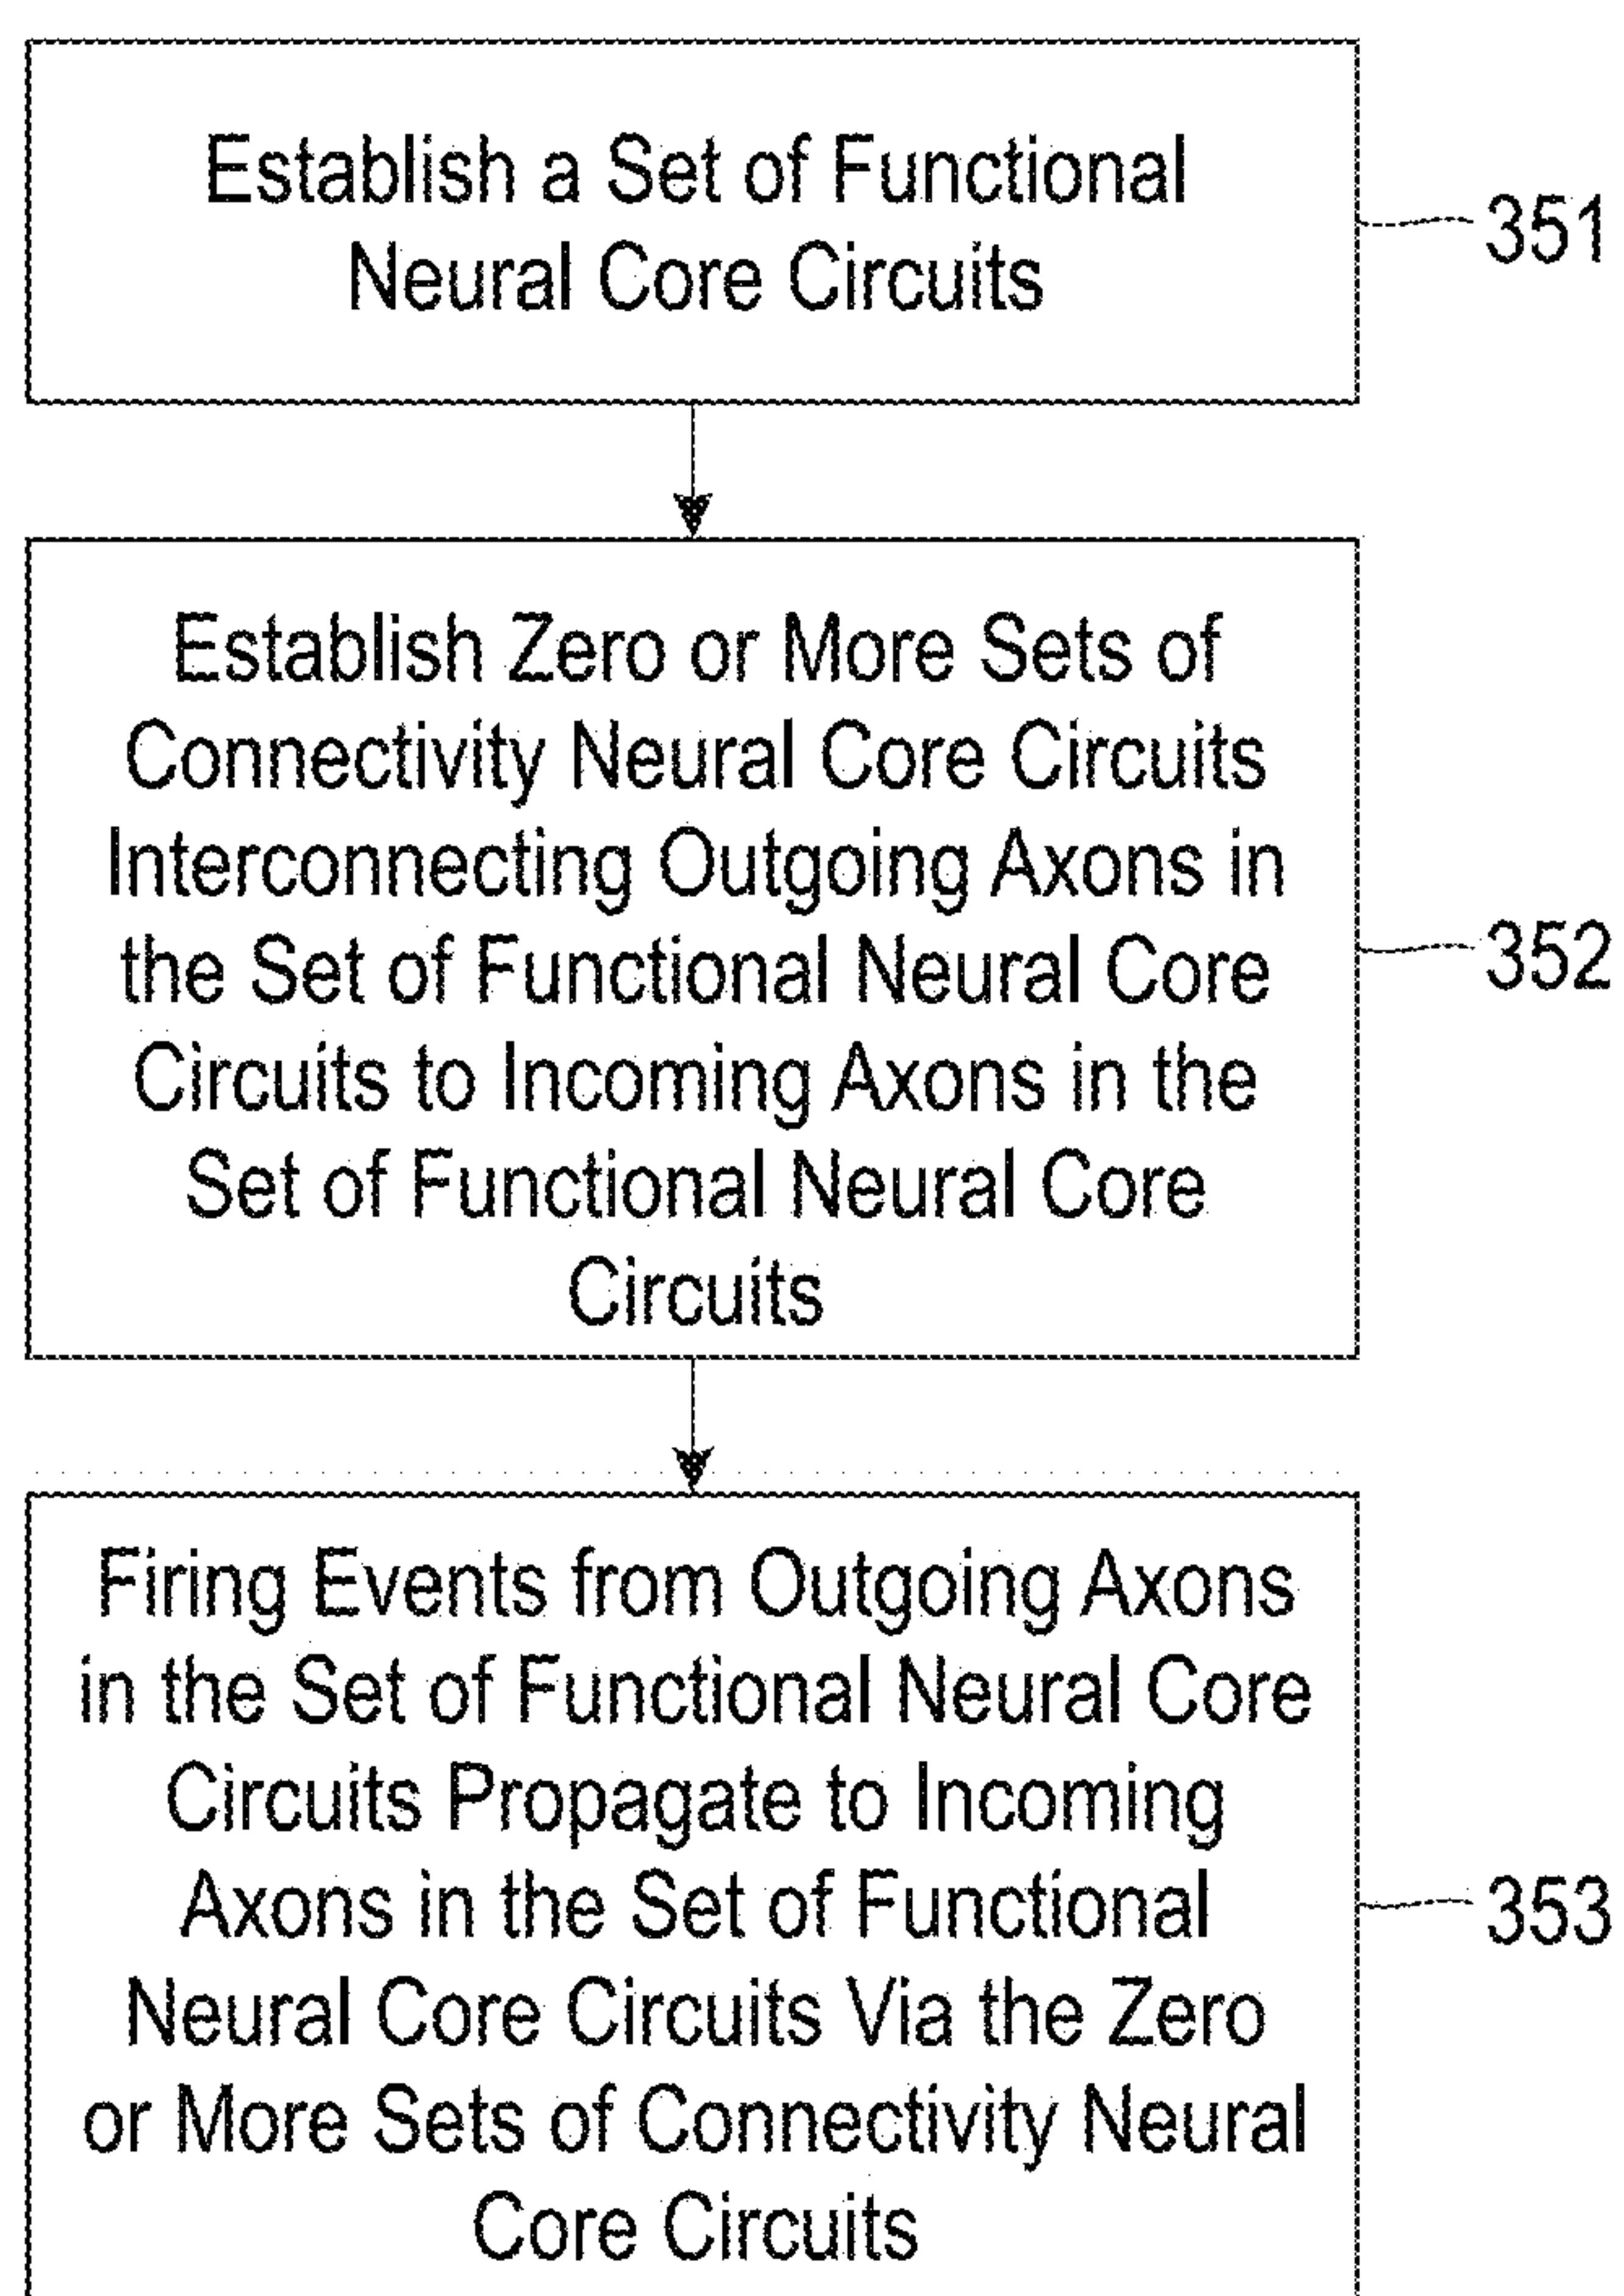 Establish a Set of Functional
Neural Core Circuits
351
Establish Zero or More Sets of
Connectivity Neural Core Circuits
Interconnecting Outgoing Axons in
the Set of Functional Neural Core
Circuits to Incoming Axons in the
Set of Functional Neural Core
Circuits
352
Firing Events from Outgoing Axons
in the Set of Functional Neural Core
Circuits Propagate to Incoming
Axons in the Set of Functional
Neural Core Circuits Via the Zero
or More Sets of Connectivity Neural
Core Circuits
353